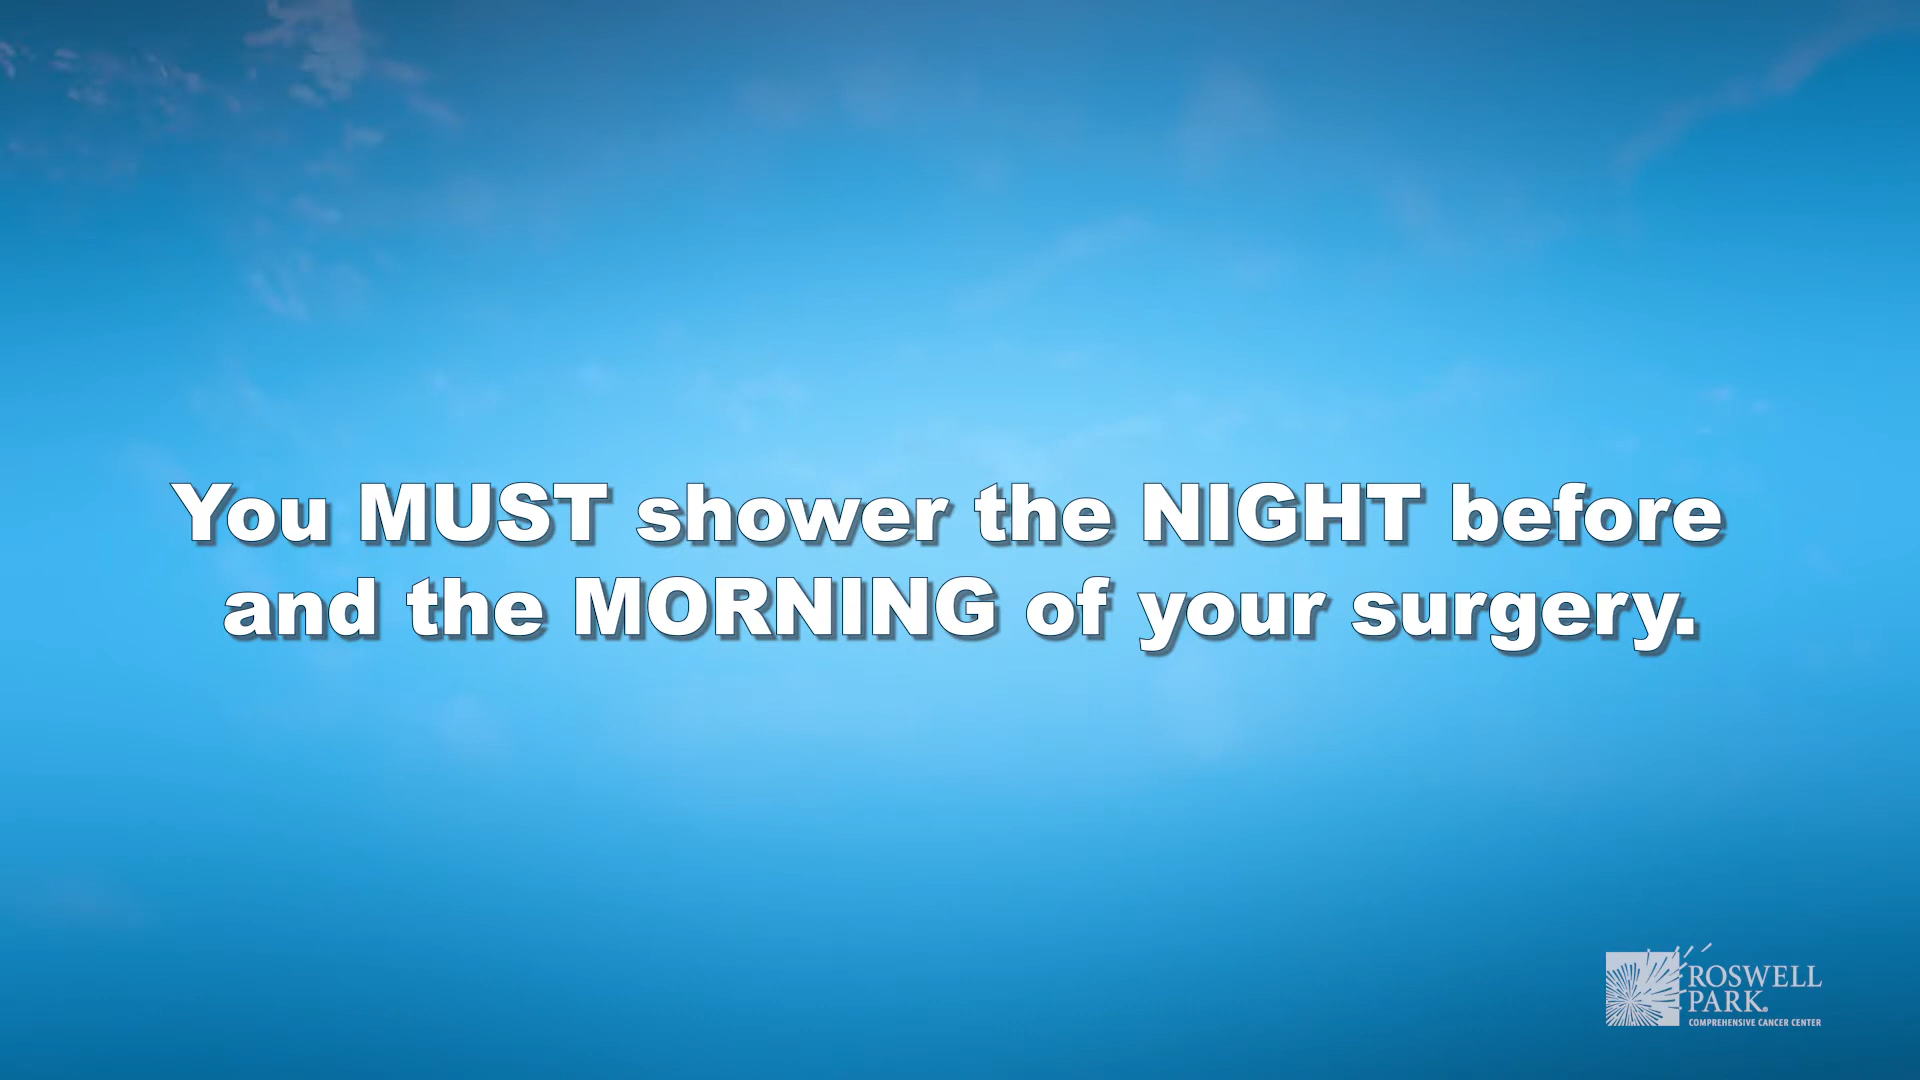 You MUST shower the NIGHT before
and the MORNING of your surgery.
ROSWELL
PARK®
COMPREHENSIVE CANCER CENTER